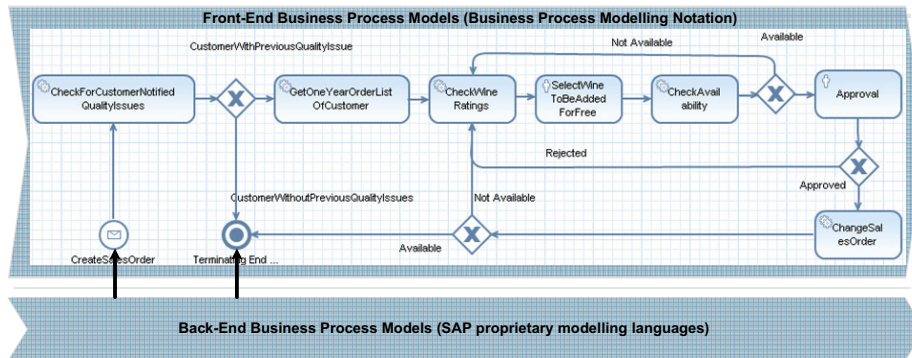 Front-End Business Process Models (Business Process Modelling Notation)
Available
Not Available
CustomerWithPreviousQualityIssue
CheckForCustomerNotified
QualityIssues
GetOneYearOrderList
OfCustomer
CheckWine
Ratings
SelectWine
ToBeAdded
ForFree
CheckAvail
ability
Approval
Rejected
Approved
CustomerWithoutPreviousQualityIssues
Not Available
ChangeSal
esOrder
Available
CreateSalesOrder
Terminating End ...
Back-End Business Process Models (SAP proprietary modelling languages)